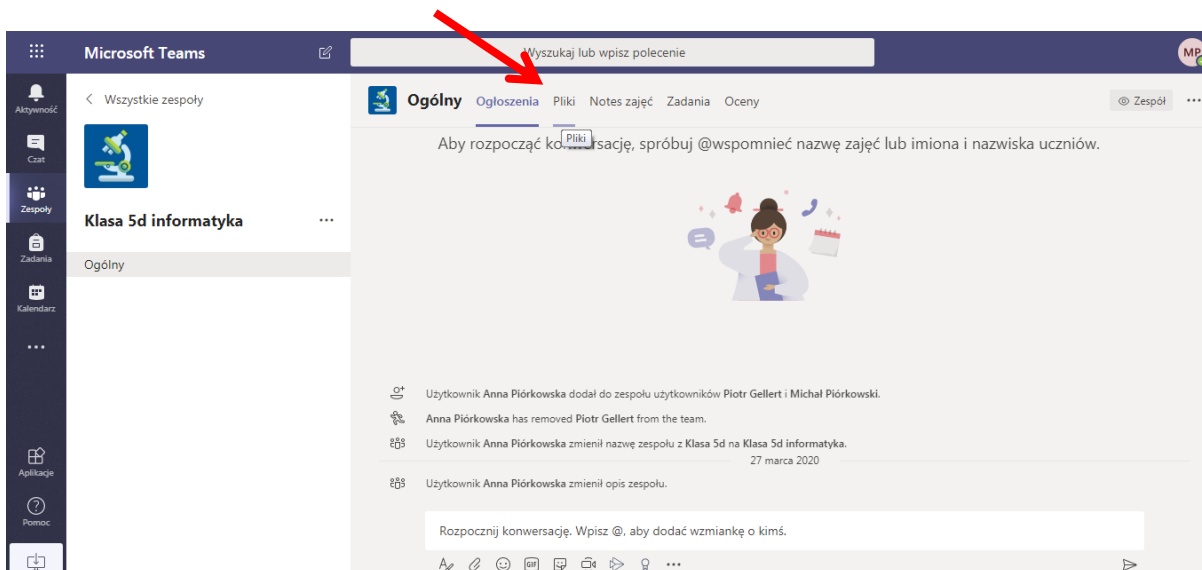 Microsoft Teams
Wyszukaj lub wpisz polecenie
MP
Aktywność
Czat
Zespoły
Zadania
Kalendarz
Aplikacje
Pomoc
Wszystkie zespoły
Klasa 5d informatyka
Ogólny
Ogólny Ogłoszenia Pliki Notes zajęć Zadania Oceny
Zespół
Pliki
Aby rozpocząć konwersację, spróbuj @wspomnieć nazwę zajęć lub imiona i nazwiska uczniów.
Użytkownik Anna Piórkowska dodał do zespołu użytkowników Piotr Gellert i Michał Piórkowski.
Anna Piórkowska has removed Piotr Gellert from the team.
Użytkownik Anna Piórkowska zmienił nazwę zespołu z Klasa 5d na Klasa 5d informatyka.
27 marca 2020
Użytkownik Anna Piórkowska zmienił opis zespołu.
Rozpocznij konwersację. Wpisz @, aby dodać wzmiankę o kimś.
GIF